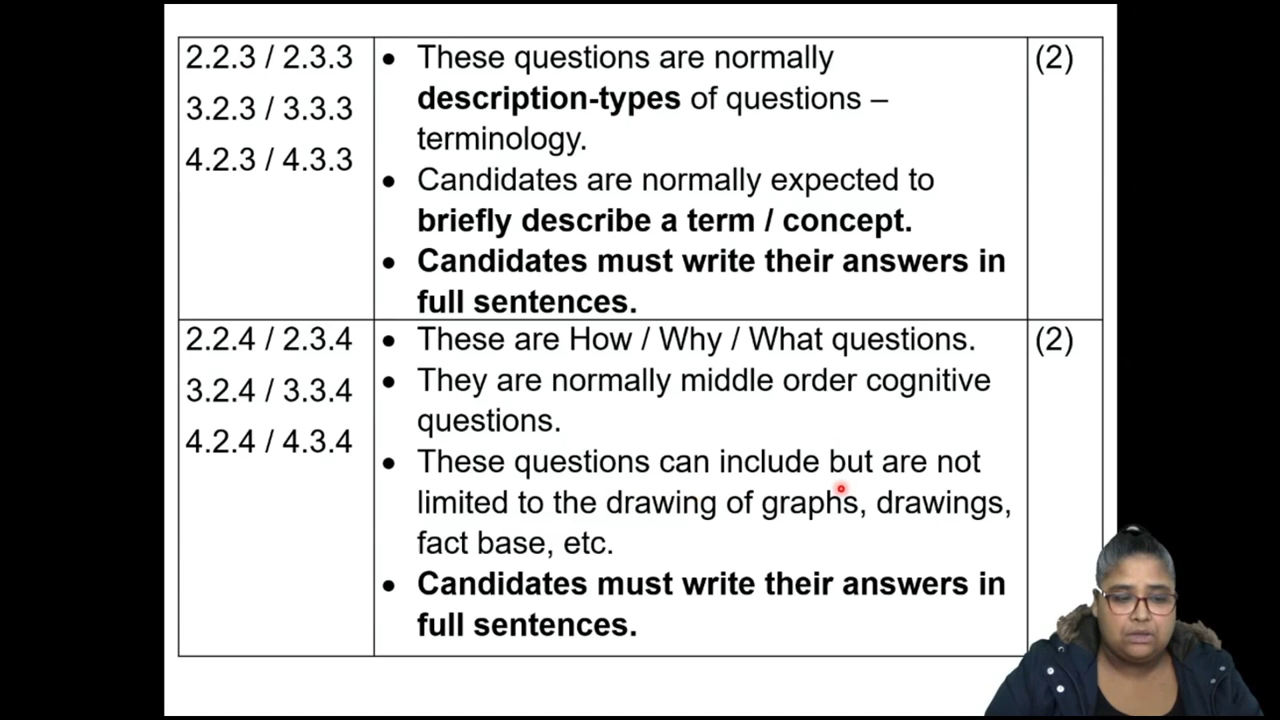 2.2.3 / 2.3.3
3.2.3 / 3.3.3
4.2.3 / 4.3.3
• These questions are normally
description-types of questions –
terminology.
• Candidates are normally expected to
briefly describe a term / concept.
• Candidates must write their answers in
full sentences.
(2)
2.2.4 / 2.3.4
3.2.4 / 3.3.4
4.2.4 / 4.3.4
• These are How / Why / What questions.
• They are normally middle order cognitive
questions.
• These questions can include but are not
limited to the drawing of graphs, drawings,
fact base, etc.
• Candidates must write their answers in
full sentences.
(2)